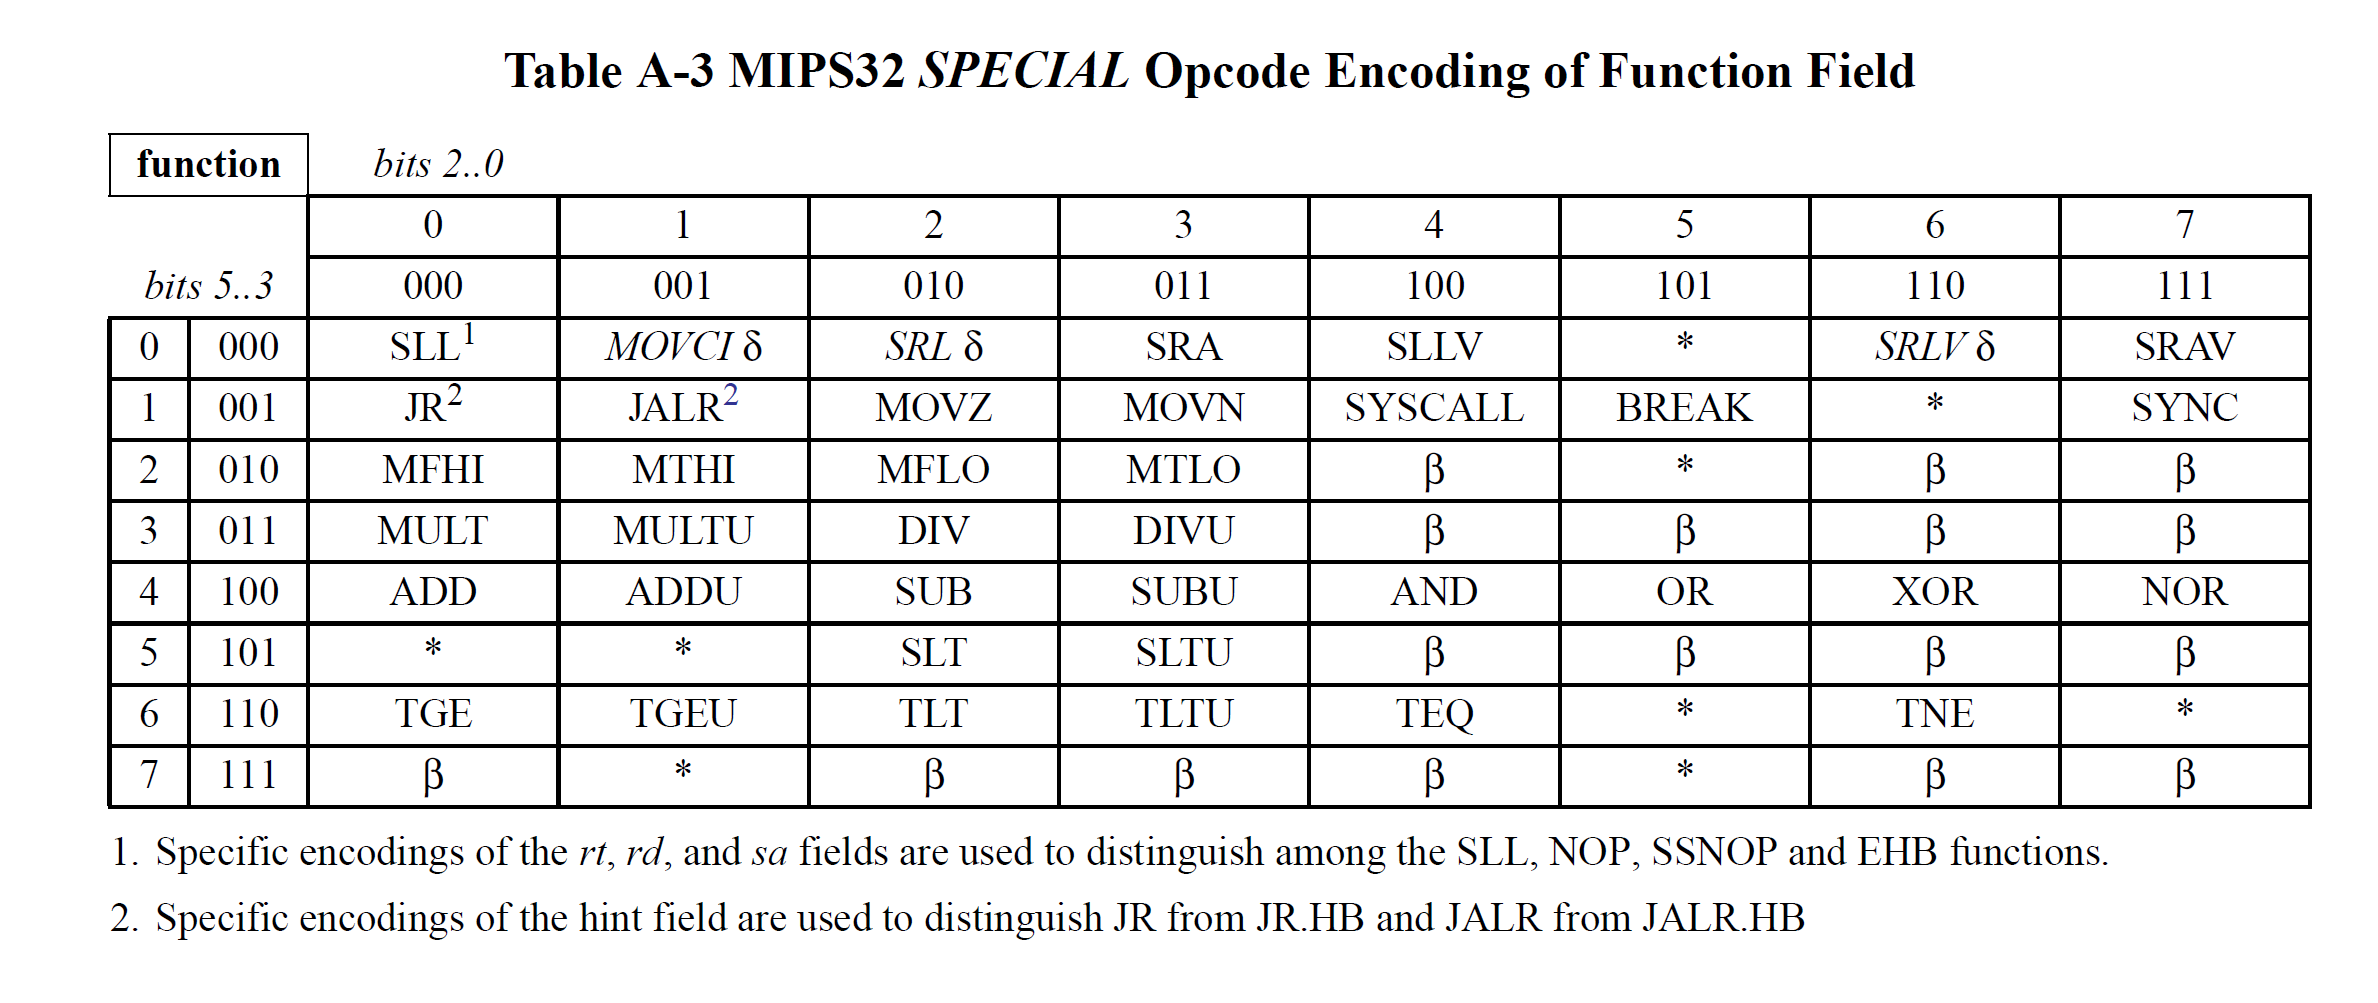 Table A-3 MIPS32 SPECIAL Opcode Encoding of Function Field
function bits 2..0
0 1 2 3 4 5 6 7
bits 5..3 000 001 010 011 100 101 110 111
0 000 SLL1 MOVCI δ SRL δ SRA SLLV * SRLV δ SRAV
1 001 JR2 JALR2 MOVZ MOVN SYSCALL BREAK * SYNC
2 010 MFHI MTHI MFLO MTLO β * β β
3 011 MULT MULTU DIV DIVU β β β β
4 100 ADD ADDU SUB SUBU AND OR XOR NOR
5 101 * * SLT SLTU β β β β
6 110 TGE TGEU TLT TLTU TEQ * TNE *
7 111 β * β β β * β β
1. Specific encodings of the rt, rd, and sa fields are used to distinguish among the SLL, NOP, SSNOP and EHB functions.
2. Specific encodings of the hint field are used to distinguish JR from JR.HB and JALR from JALR.HB